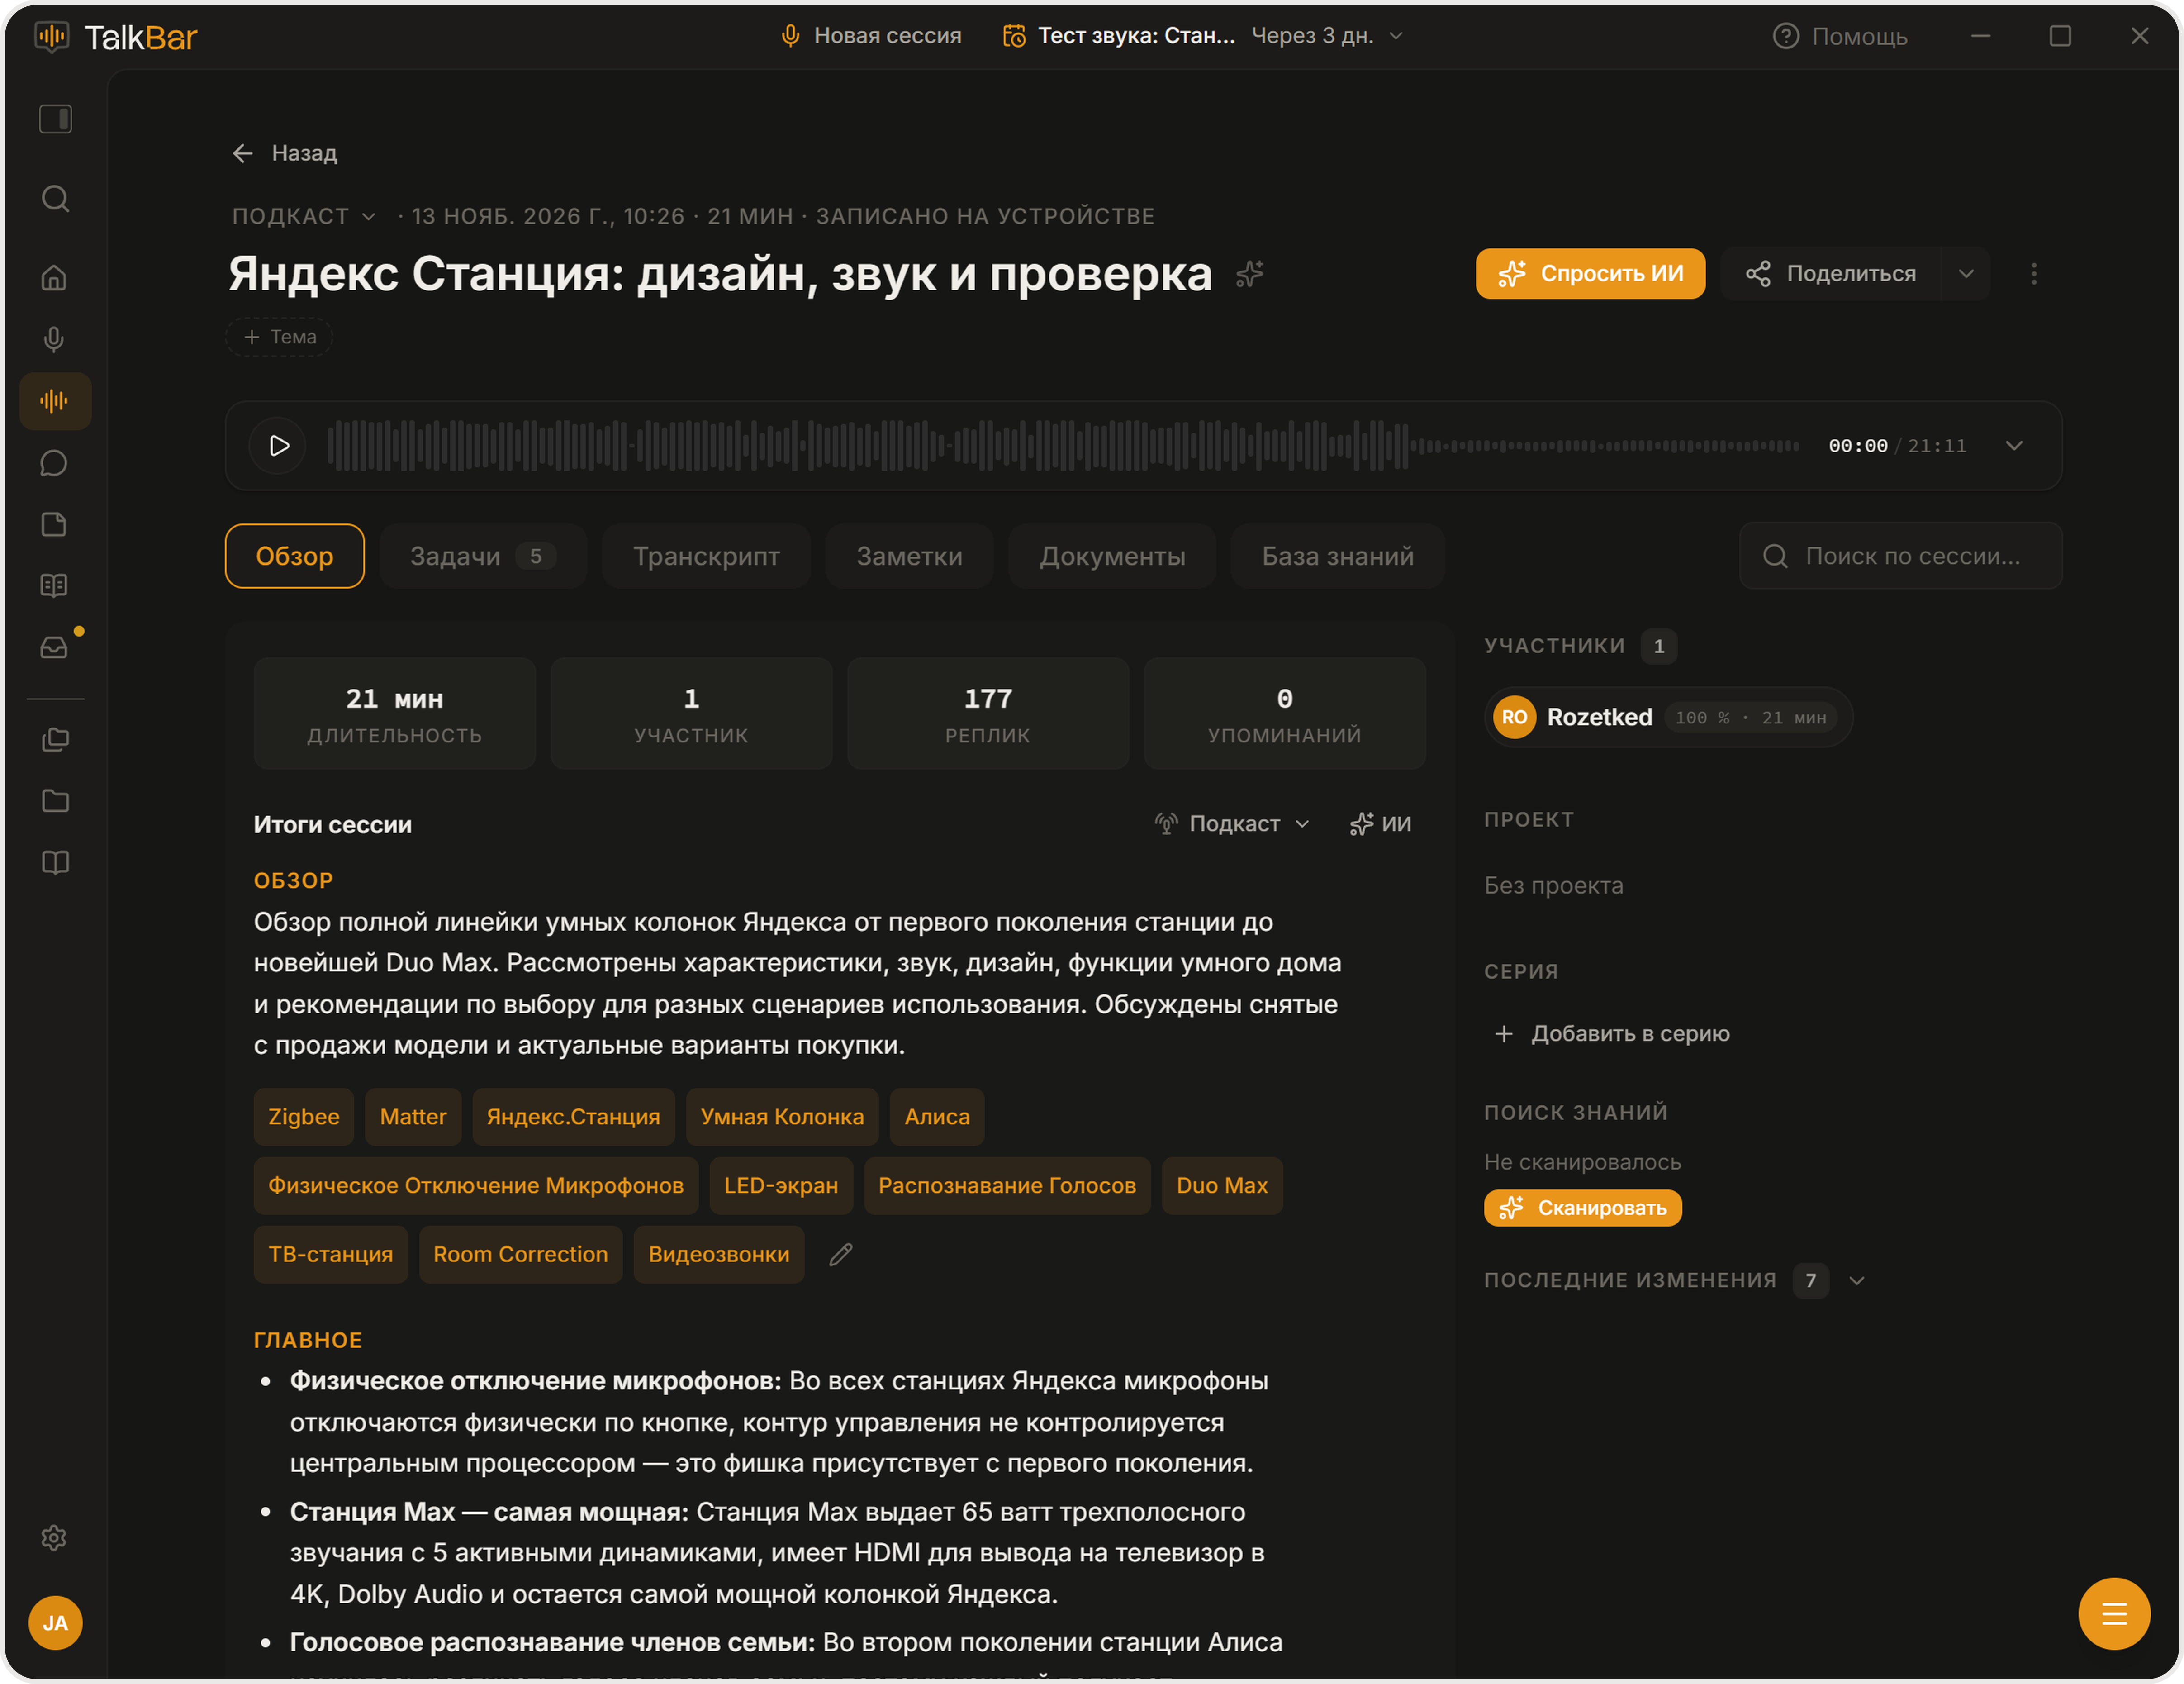 TalkBar
Новая сессия
Тест звука: Стан... Через 3 дн.
Помощь
Назад
ПОДКАСТ · 13 НОЯБ. 2026 Г., 10:26 · 21 МИН · ЗАПИСАНО НА УСТРОЙСТВЕ
Яндекс Станция: дизайн, звук и проверка
Спросить ИИ
Поделиться
+ Тема
00:00 / 21:11
Обзор
Задачи 5
Транскрипт
Заметки
Документы
База знаний
Поиск по сессии...
21 мин
ДЛИТЕЛЬНОСТЬ
1
УЧАСТНИК
177
РЕПЛИК
0
УПОМИНАНИЙ
Итоги сессии
Подкаст
ИИ
ОБЗОР
Обзор полной линейки умных колонок Яндекса от первого поколения станции до
новейшей Duo Max. Рассмотрены характеристики, звук, дизайн, функции умного дома
и рекомендации по выбору для разных сценариев использования. Обсуждены снятые
с продажи модели и актуальные варианты покупки.
Zigbee Matter Яндекс.Станция Умная Колонка Алиса
Физическое Отключение Микрофонов LED-экран Распознавание Голосов Duo Max
ТВ-станция Room Correction Видеозвонки
ГЛАВНОЕ
• Физическое отключение микрофонов: Во всех станциях Яндекса микрофоны
отключаются физически по кнопке, контур управления не контролируется
центральным процессором — это фишка присутствует с первого поколения.
• Станция Max — самая мощная: Станция Max выдает 65 ватт трехполосного
звучания с 5 активными динамиками, имеет HDMI для вывода на телевизор в
4K, Dolby Audio и остается самой мощной колонкой Яндекса.
• Голосовое распознавание членов семьи: Во втором поколении станции Алиса
УЧАСТНИКИ 1
RO Rozetked 100 % · 21 мин
ПРОЕКТ
Без проекта
СЕРИЯ
+ Добавить в серию
ПОИСК ЗНАНИЙ
Не сканировалось
Сканировать
ПОСЛЕДНИЕ ИЗМЕНЕНИЯ 7
JA